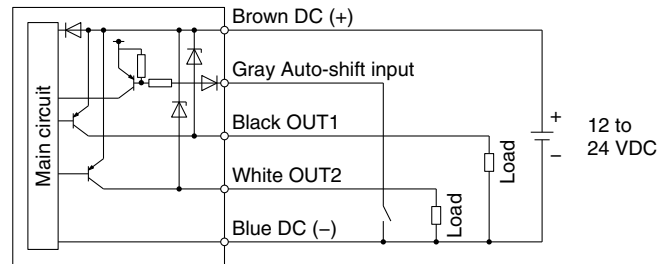 Brown DC (+)
Gray Auto-shift input
Main circuit
Black OUT1
White OUT2
Blue DC (−)
Load
Load
+
−
12 to
24 VDC